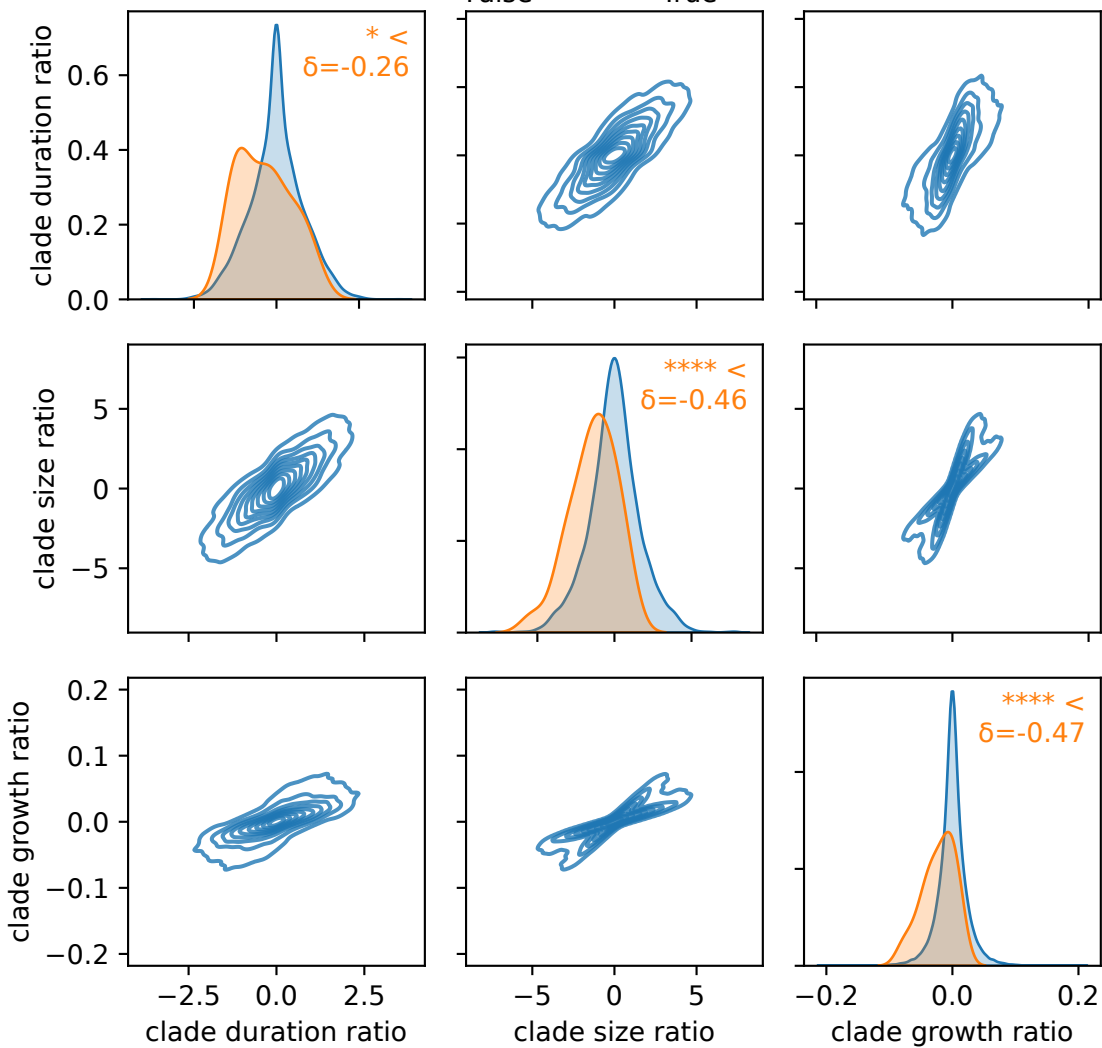 clade duration ratio
0.6
0.4
0.2
0.0
* <
δ=-0.26
clade size ratio
5
0
−5
**** <
δ=-0.46
clade growth ratio
0.2
0.1
0.0
−0.1
−0.2
**** <
δ=-0.47
−2.5 0.0 2.5
−5 0 5
−0.2 0.0 0.2
clade duration ratio
clade size ratio
clade growth ratio